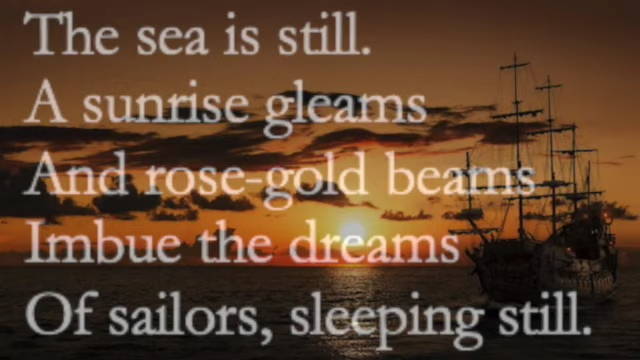 The sea is still.
A sunrise gleams
And rose-gold beams
Imbue the dreams
Of sailors, sleeping still.